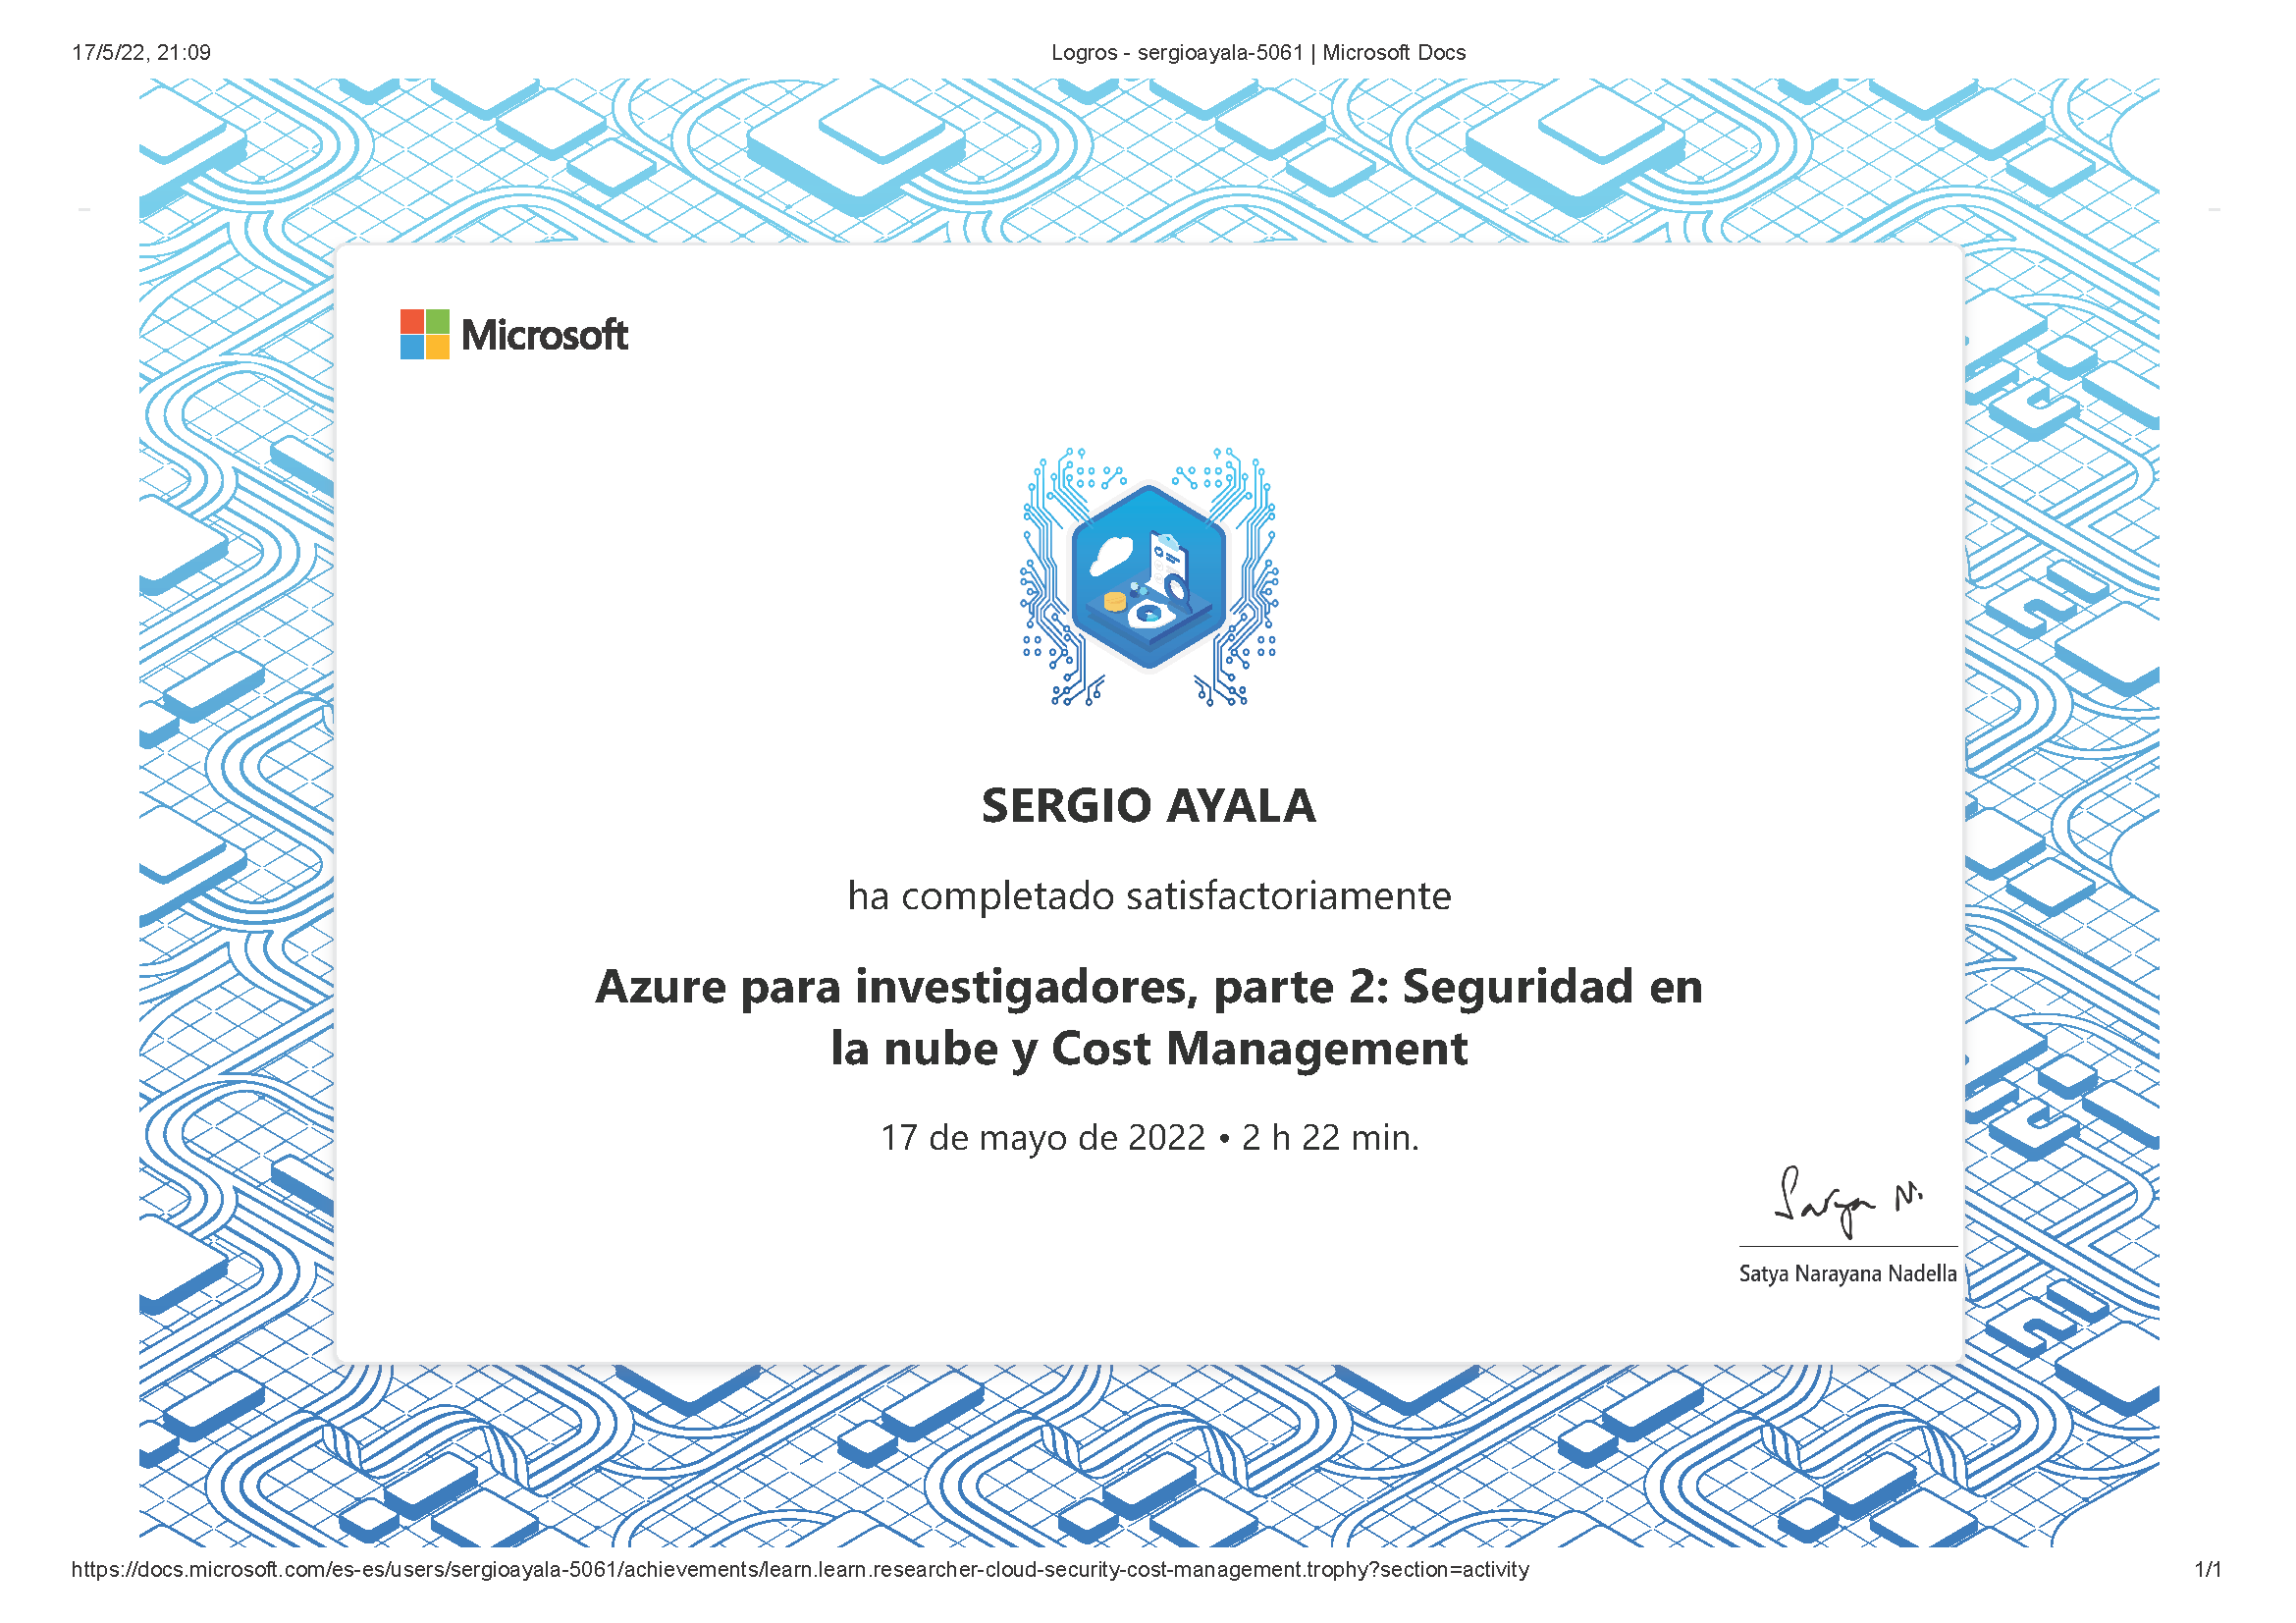 17/5/22, 21:09
Logros - sergioayala-5061 | Microsoft Docs
Microsoft
SERGIO AYALA
ha completado satisfactoriamente
Azure para investigadores, parte 2: Seguridad en
la nube y Cost Management
17 de mayo de 2022 • 2 h 22 min.
Satya N.
Satya Narayana Nadella
https://docs.microsoft.com/es-es/users/sergioayala-5061/achievements/learn.learn.researcher-cloud-security-cost-management.trophy?section=activity
1/1